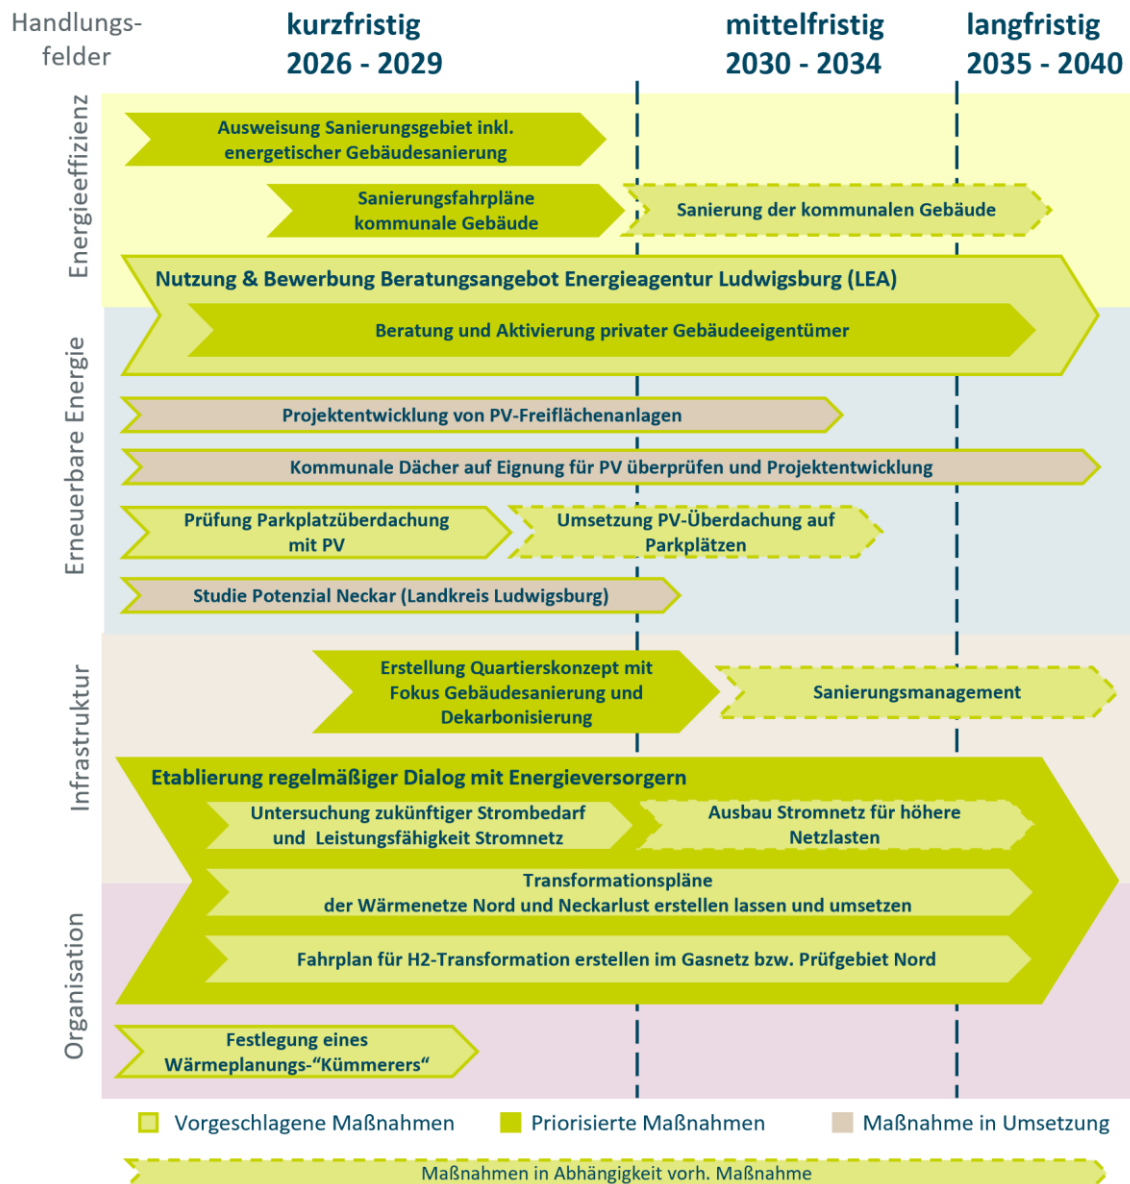 Handlungs-
felder
kurzfristig
2026 - 2029
mittelfristig
2030 - 2034
langfristig
2035 - 2040
Energieeffizienz
Ausweisung Sanierungsgebiet inkl.
energetischer Gebäudesanierung
Sanierungsfahrpläne
kommunale Gebäude
Sanierung der kommunalen Gebäude
Nutzung & Bewerbung Beratungsangebot Energieagentur Ludwigsburg (LEA)
Beratung und Aktivierung privater Gebäudeeigentümer
Erneuerbare Energie
Projektentwicklung von PV-Freiflächenanlagen
Kommunale Dächer auf Eignung für PV überprüfen und Projektentwicklung
Prüfung Parkplatzüberdachung
mit PV
Umsetzung PV-Überdachung auf
Parkplätzen
Studie Potenzial Neckar (Landkreis Ludwigsburg)
Infrastruktur
Erstellung Quartierskonzept mit
Fokus Gebäudesanierung und
Dekarbonisierung
Sanierungsmanagement
Etablierung regelmäßiger Dialog mit Energieversorgern
Untersuchung zukünftiger Strombedarf
und Leistungsfähigkeit Stromnetz
Ausbau Stromnetz für höhere
Netzlasten
Organisation
Transformationspläne
der Wärmenetze Nord und Neckarlust erstellen lassen und umsetzen
Fahrplan für H2-Transformation erstellen im Gasnetz bzw. Prüfgebiet Nord
Festlegung eines
Wärmeplanungs-“Kümmerers“
Vorgeschlagene Maßnahmen
Priorisierte Maßnahmen
Maßnahme in Umsetzung
Maßnahmen in Abhängigkeit vorh. Maßnahme